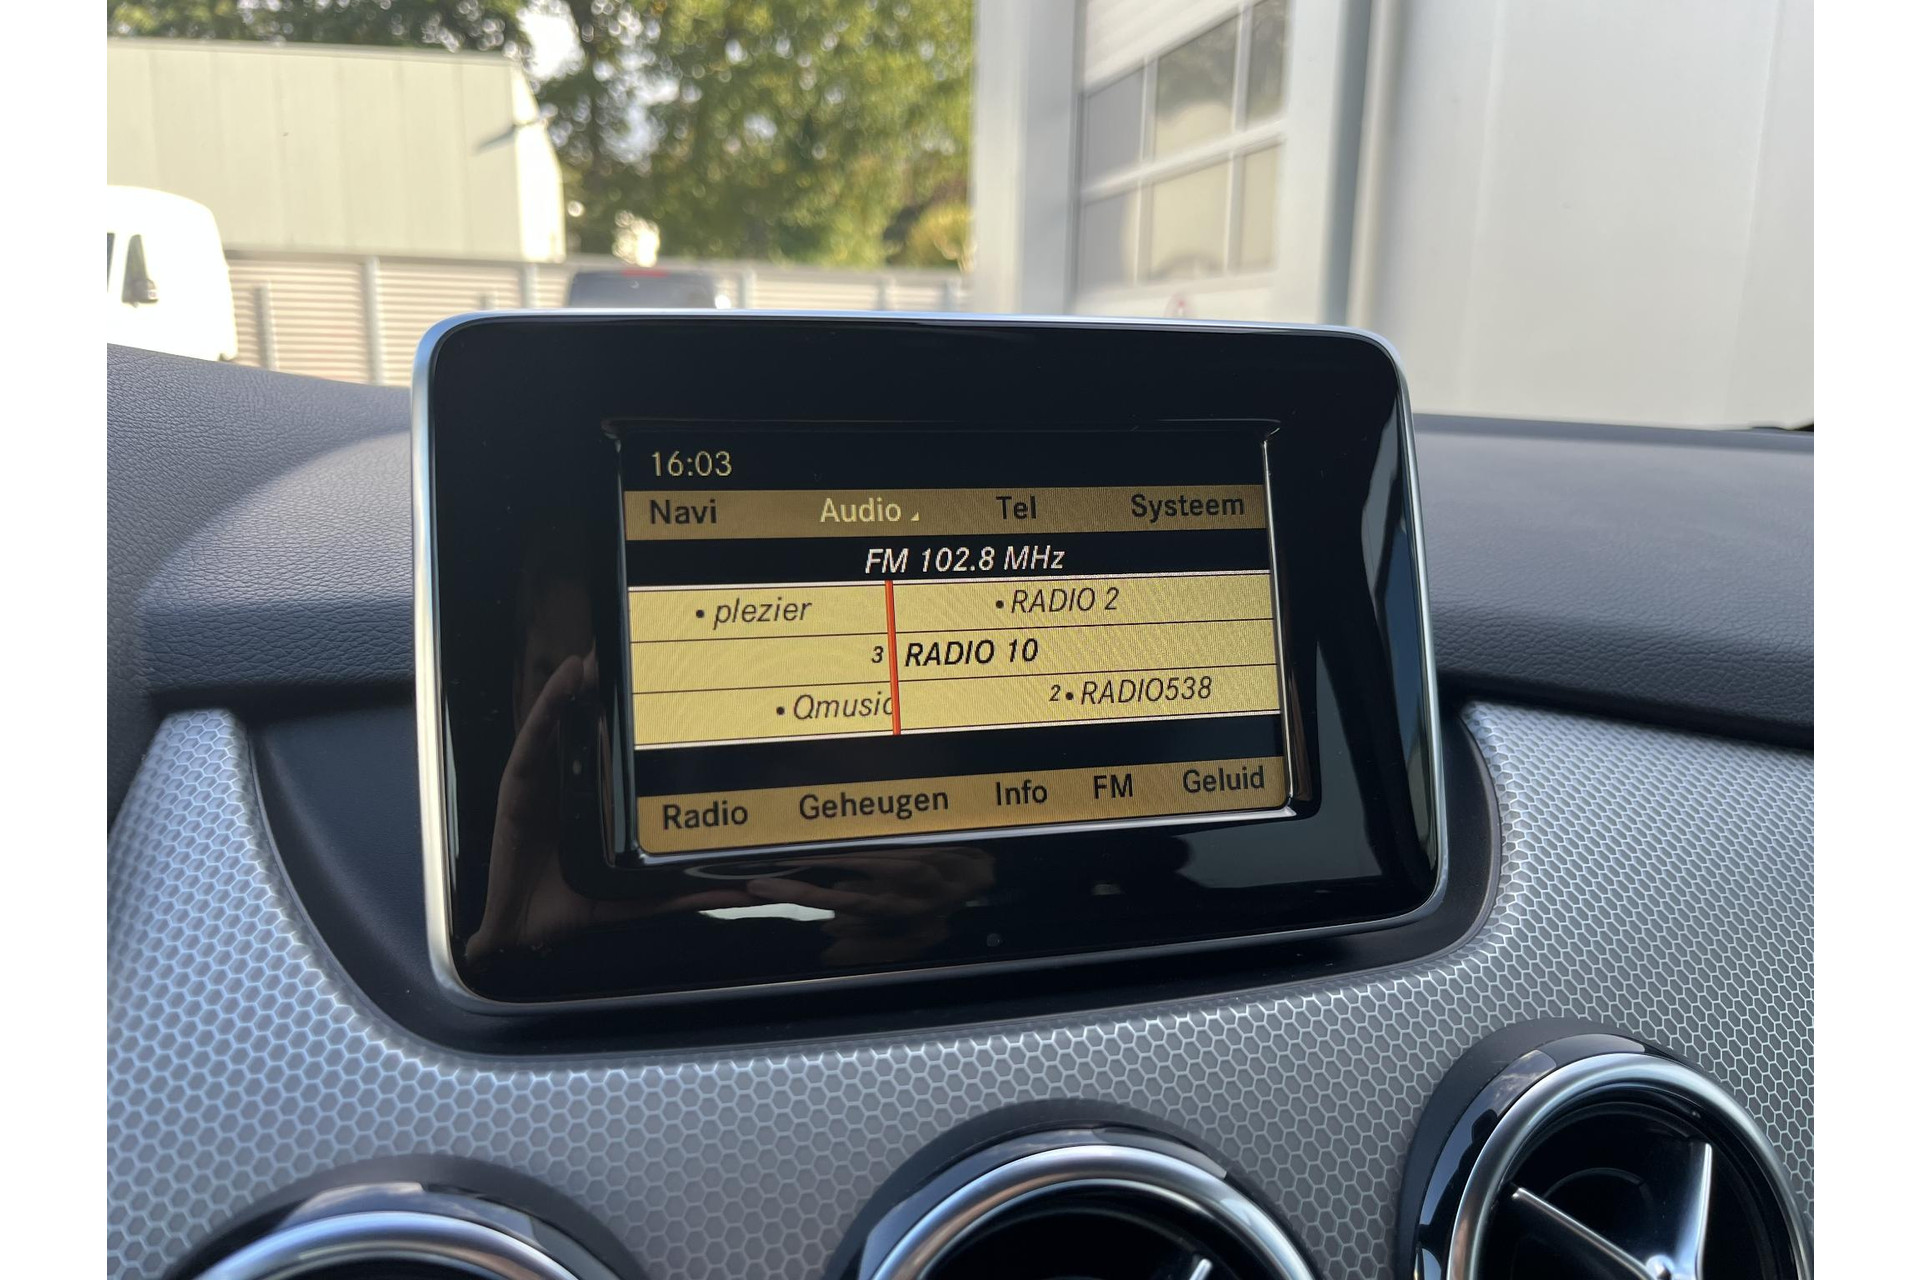 16:03
Navi Audio Tel Systeem
FM 102.8 MHz
• plezier • RADIO 2
3 RADIO 10
• Qmusic 2• RADIO538
Radio Geheugen Info FM Geluid